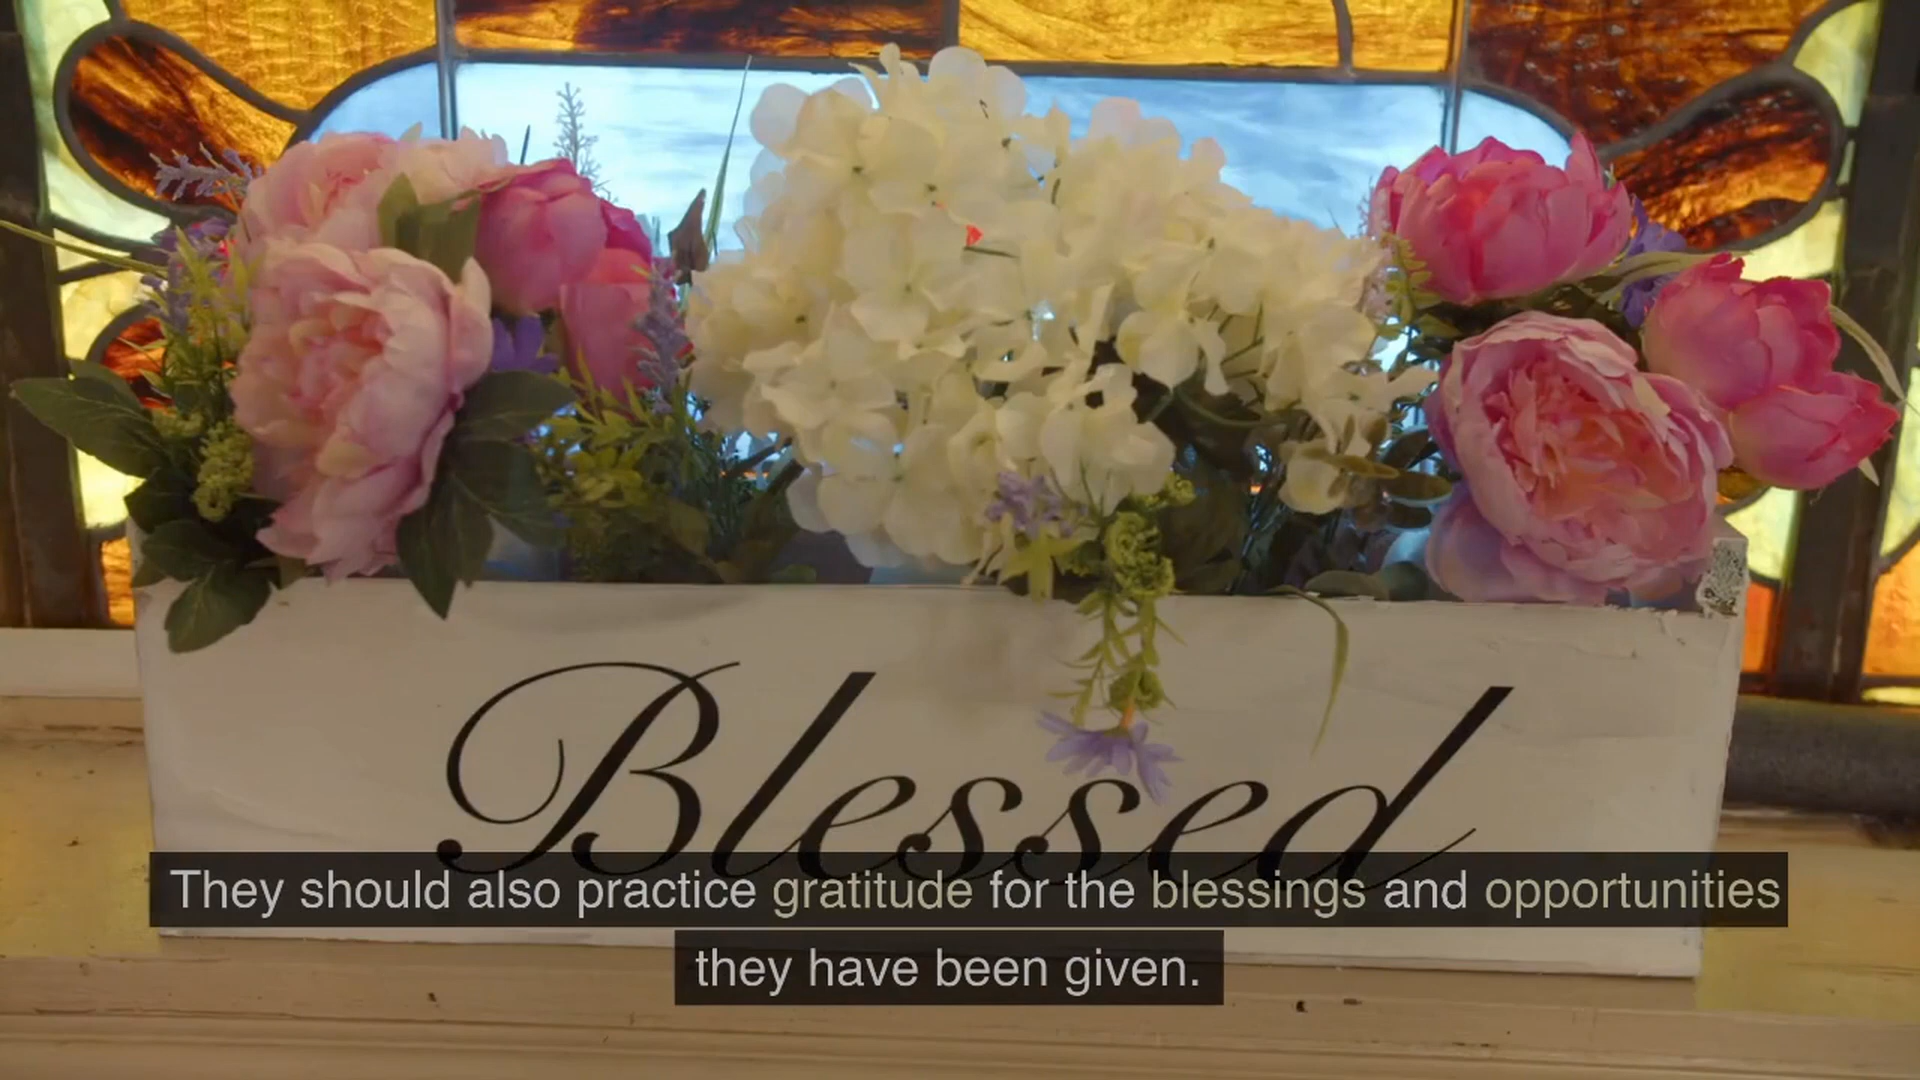 Blessed
They should also practice gratitude for the blessings and opportunities
they have been given.